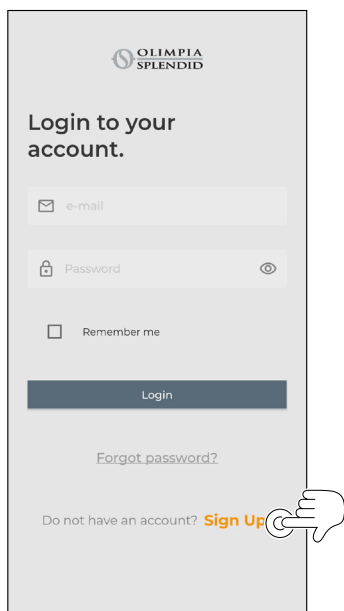 OLIMPIA
SPLENDID
Login to your
account.
e-mail
Password
Remember me
Login
Forgot password?
Do not have an account? Sign Up